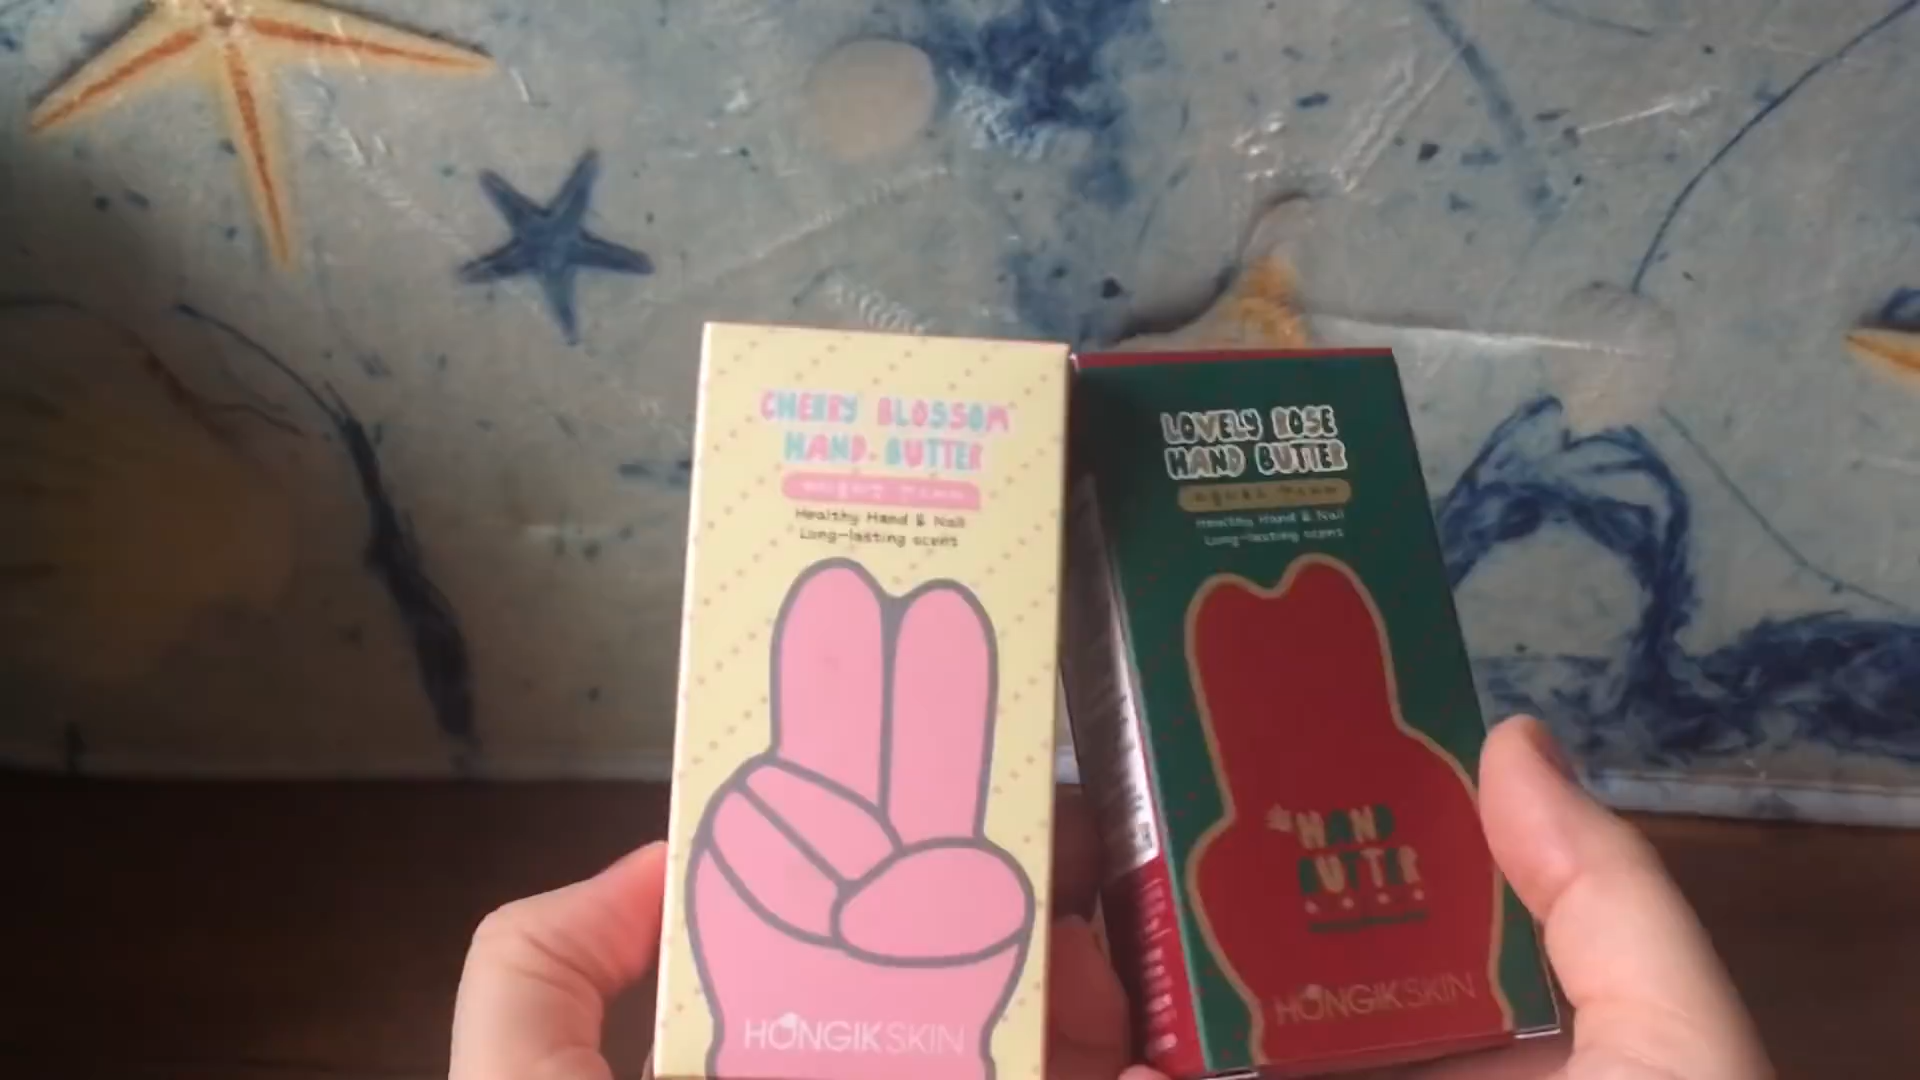 CHERRY BLOSSOM
HAND BUTTER
Healthy Hand & Nail
Long-lasting scent
HONGIKSKIN
LOVELY ROSE
HAND BUTTER
Healthy Hand & Nail
Long-lasting scent
HAND
BUTTER
HONGIKSKIN